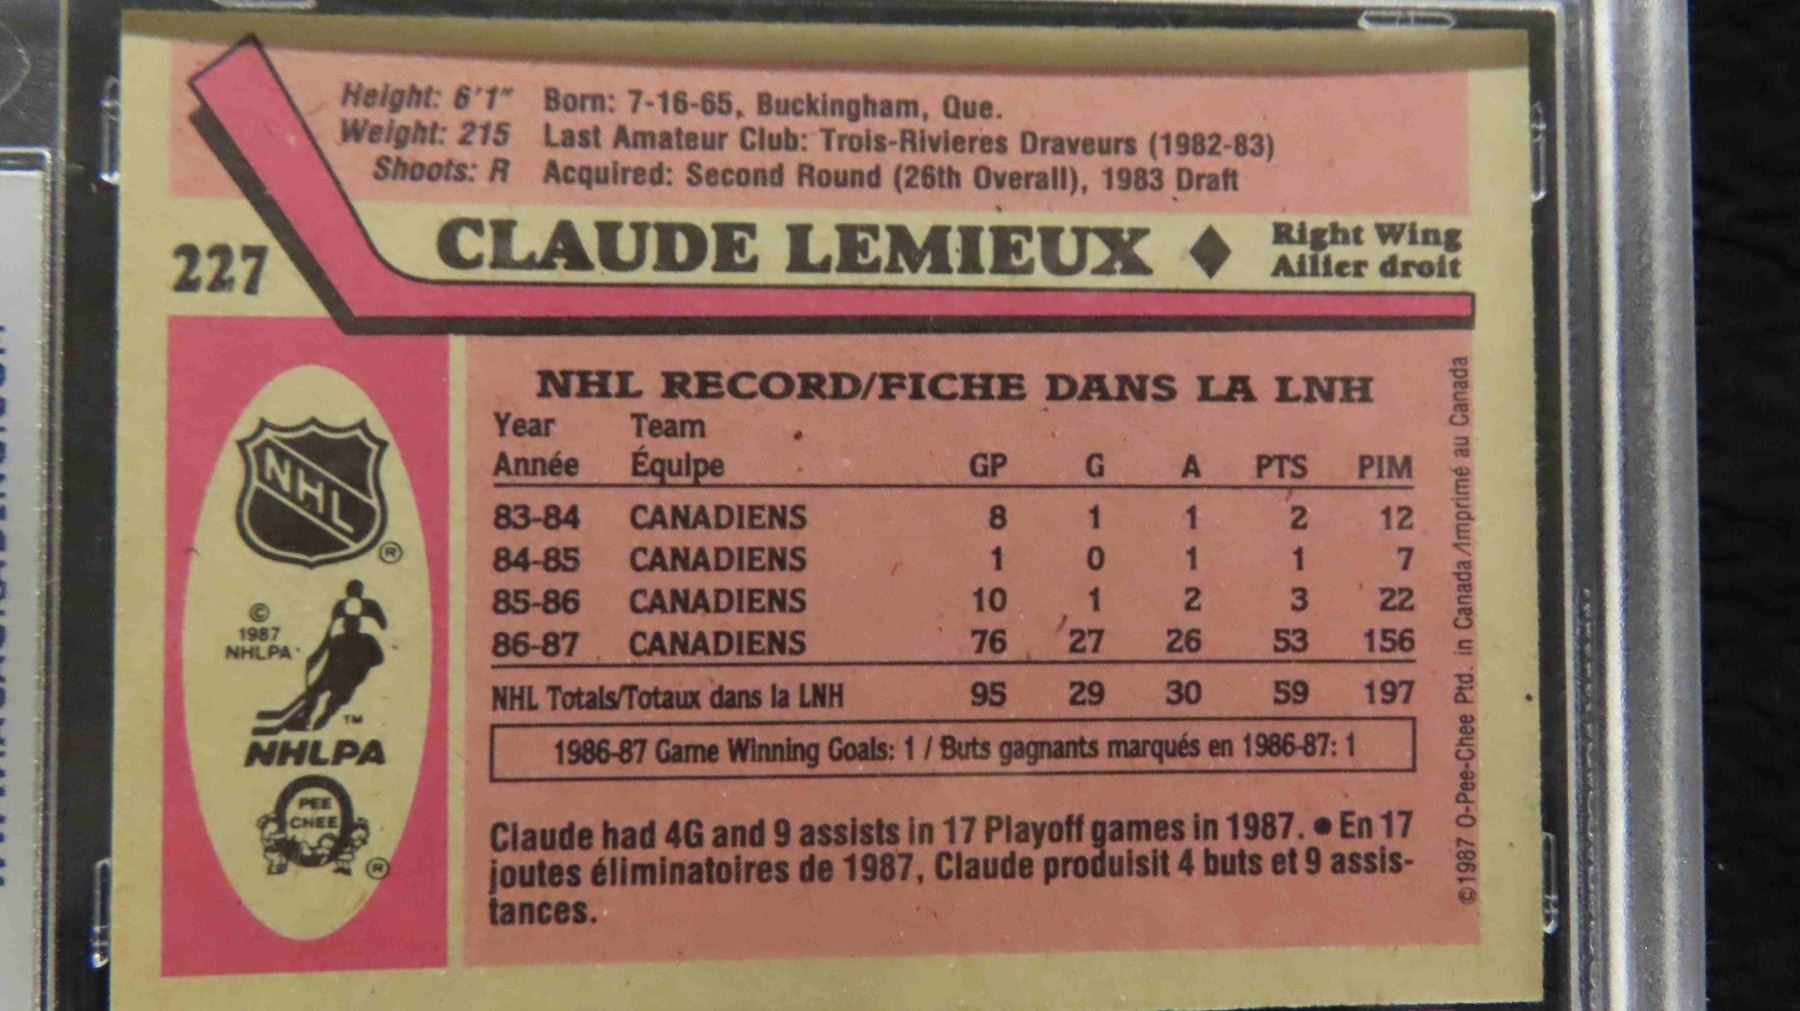 Height: 6'1" Born: 7-16-65, Buckingham, Que.
Weight: 215 Last Amateur Club: Trois-Rivieres Draveurs (1982-83)
Shoots: R Acquired: Second Round (26th Overall), 1983 Draft
227 CLAUDE LEMIEUX ◆ Right Wing
Ailier droit
NHL RECORD/FICHE DANS LA LNH
Year Team
Année Équipe GP G A PTS PIM
83-84 CANADIENS 8 1 1 2 12
84-85 CANADIENS 1 0 1 1 7
85-86 CANADIENS 10 1 2 3 22
86-87 CANADIENS 76 27 26 53 156
NHL Totals/Totaux dans la LNH 95 29 30 59 197
1986-87 Game Winning Goals: 1 / Buts gagnants marqués en 1986-87: 1
Claude had 4G and 9 assists in 17 Playoff games in 1987. ● En 17
joutes éliminatoires de 1987, Claude produisit 4 buts et 9 assis-
tances.
NHL
®
©
1987
NHLPA
TM
NHLPA
PEE
CHEE
®
©1987 O-Pee-Chee Ptd. in Canada/Imprimé au Canada